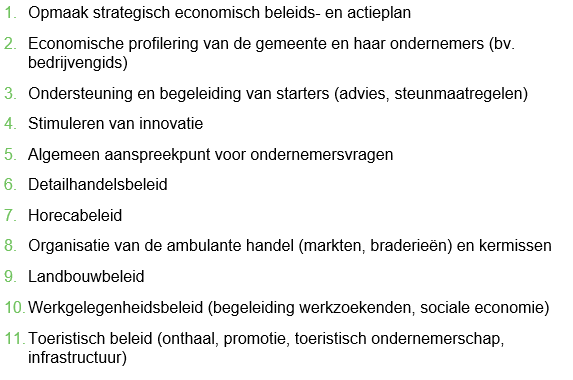 1. Opmaak strategisch economisch beleids- en actieplan
2. Economische profilering van de gemeente en haar ondernemers (bv.
bedrijvengids)
3. Ondersteuning en begeleiding van starters (advies, steunmaatregelen)
4. Stimuleren van innovatie
5. Algemeen aanspreekpunt voor ondernemersvragen
6. Detailhandelsbeleid
7. Horecabeleid
8. Organisatie van de ambulante handel (markten, braderieën) en kermissen
9. Landbouwbeleid
10. Werkgelegenheidsbeleid (begeleiding werkzoekenden, sociale economie)
11. Toeristisch beleid (onthaal, promotie, toeristisch ondernemerschap,
infrastructuur)